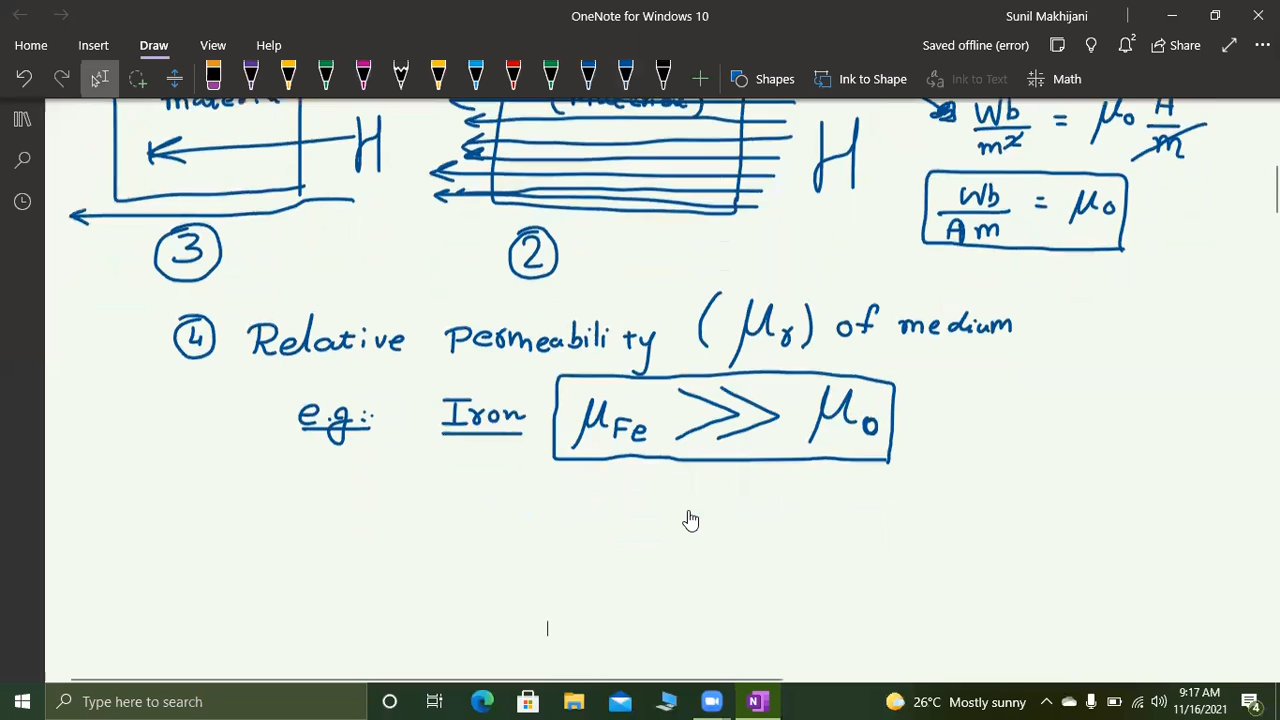 OneNote for Windows 10
Sunil Makhijani
Home Insert Draw View Help
Saved offline (error)
Share
Shapes
Ink to Shape
Ink to Text
Math
material
H
H
Wb/m² = μ₀ A/m
Wb/A m = μ₀
③ ②
④ Relative Permeability (μr) of medium
e.g:- Iron μFe >> μ₀
Type here to search
26°C Mostly sunny
9:17 AM
11/16/2021
4